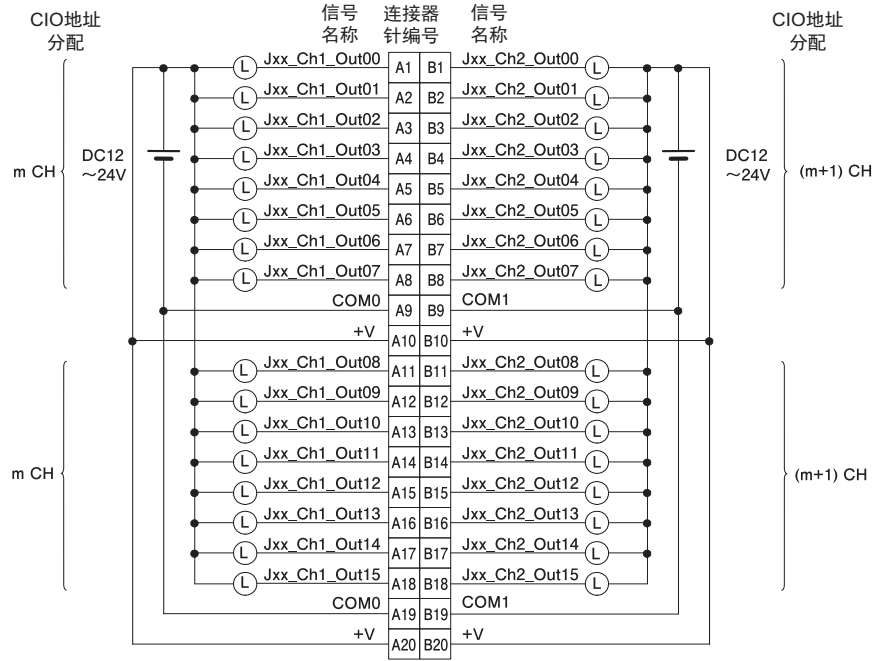 CIO地址
分配
信号
名称
连接器
针编号
信号
名称
CIO地址
分配
Jxx_Ch1_Out00 A1 B1 Jxx_Ch2_Out00
L L
Jxx_Ch1_Out01 A2 B2 Jxx_Ch2_Out01
L L
Jxx_Ch1_Out02 A3 B3 Jxx_Ch2_Out02
L L
Jxx_Ch1_Out03 A4 B4 Jxx_Ch2_Out03
L L
m CH
DC12
~24V
DC12
~24V
(m+1) CH
Jxx_Ch1_Out04 A5 B5 Jxx_Ch2_Out04
L L
Jxx_Ch1_Out05 A6 B6 Jxx_Ch2_Out05
L L
Jxx_Ch1_Out06 A7 B7 Jxx_Ch2_Out06
L L
Jxx_Ch1_Out07 A8 B8 Jxx_Ch2_Out07
L L
COM0 A9 B9 COM1
+V A10 B10 +V
Jxx_Ch1_Out08 A11 B11 Jxx_Ch2_Out08
L L
Jxx_Ch1_Out09 A12 B12 Jxx_Ch2_Out09
L L
Jxx_Ch1_Out10 A13 B13 Jxx_Ch2_Out10
L L
Jxx_Ch1_Out11 A14 B14 Jxx_Ch2_Out11
L L
m CH
(m+1) CH
Jxx_Ch1_Out12 A15 B15 Jxx_Ch2_Out12
L L
Jxx_Ch1_Out13 A16 B16 Jxx_Ch2_Out13
L L
Jxx_Ch1_Out14 A17 B17 Jxx_Ch2_Out14
L L
Jxx_Ch1_Out15 A18 B18 Jxx_Ch2_Out15
L L
COM0 A19 B19 COM1
+V A20 B20 +V